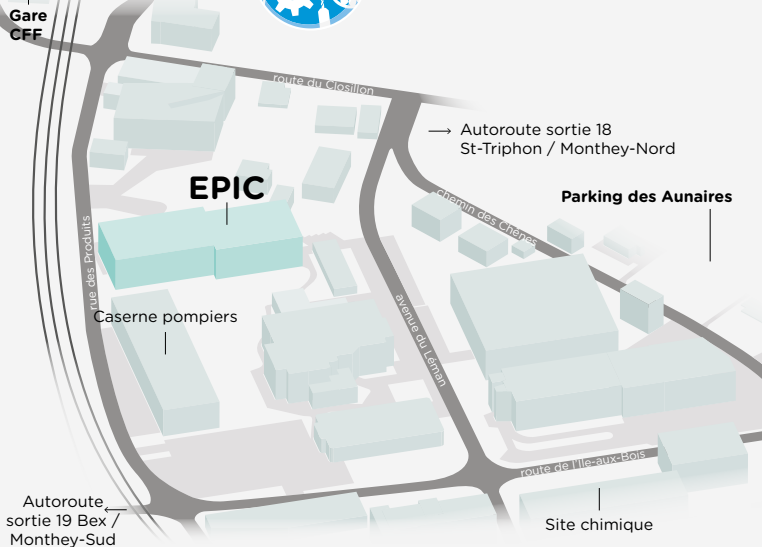 Gare
CFF
route du Closillon
Autoroute sortie 18
St-Triphon / Monthey-Nord
EPIC
chemin des Chênes
Parking des Aunaires
rue des Produits
Caserne pompiers
avenue du Léman
route de l'Ile-aux-Bois
Autoroute
sortie 19 Bex /
Monthey-Sud
Site chimique